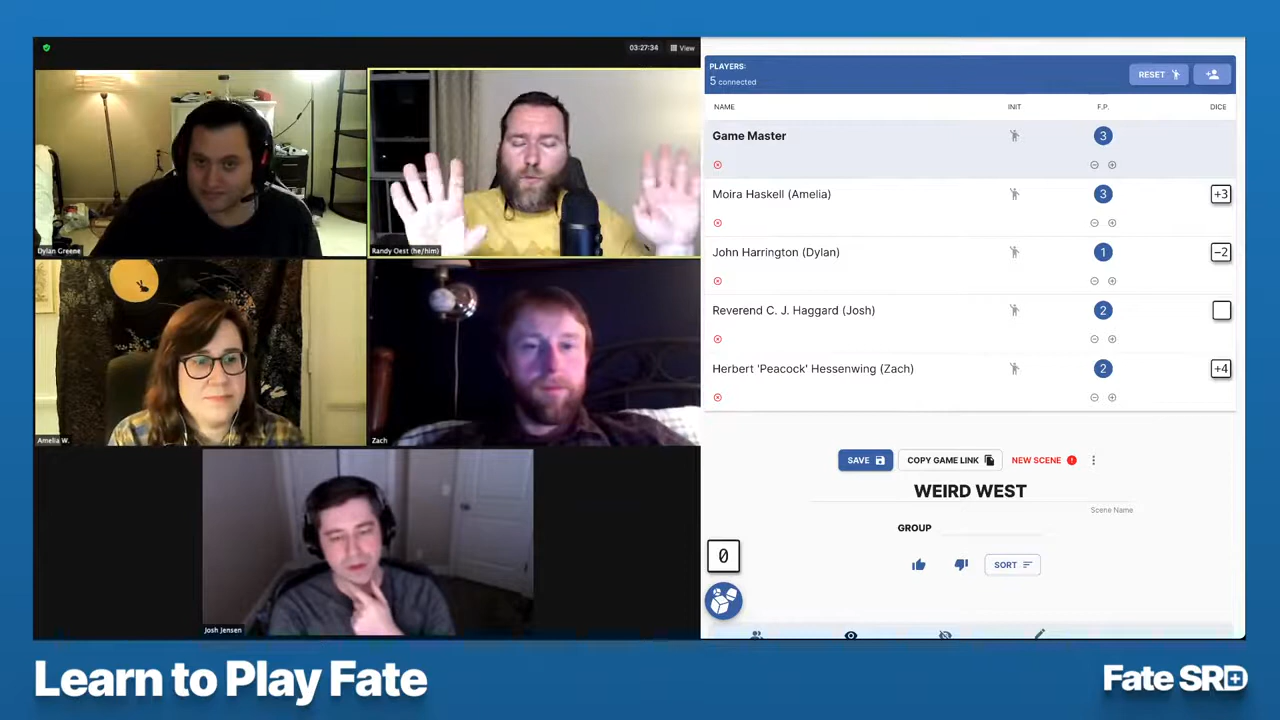 03:27:34
View
Dylan Greene
Randy Oest (he/him)
Amelia W.
Zach
Josh Jensen
PLAYERS:
5 connected
RESET
NAME INIT F.P. DICE
Game Master 3
Moira Haskell (Amelia) 3 +3
John Harrington (Dylan) 1 −2
Reverend C. J. Haggard (Josh) 2
Herbert 'Peacock' Hessenwing (Zach) 2 +4
SAVE COPY GAME LINK NEW SCENE
WEIRD WEST
Scene Name
GROUP
SORT
0
Learn to Play Fate
Fate SRD